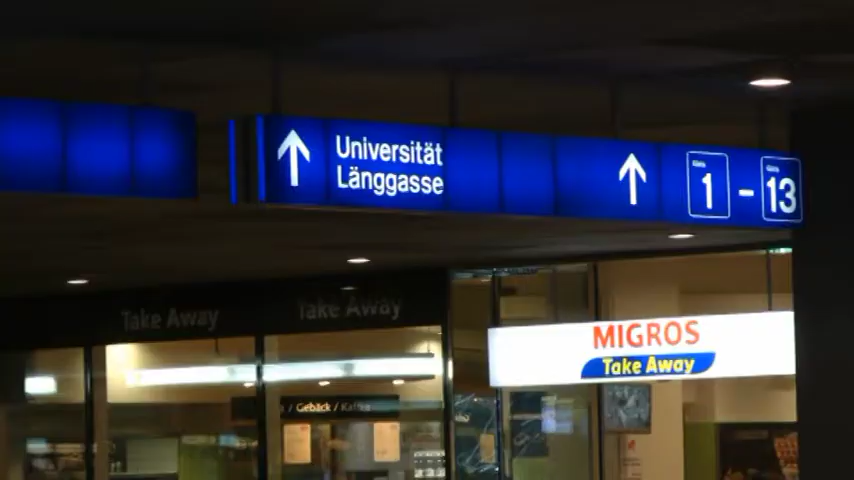 Universität
Länggasse
1 - 13
Take Away
Take Away
MIGROS
Take Away
/ Gebäck / Kaffee